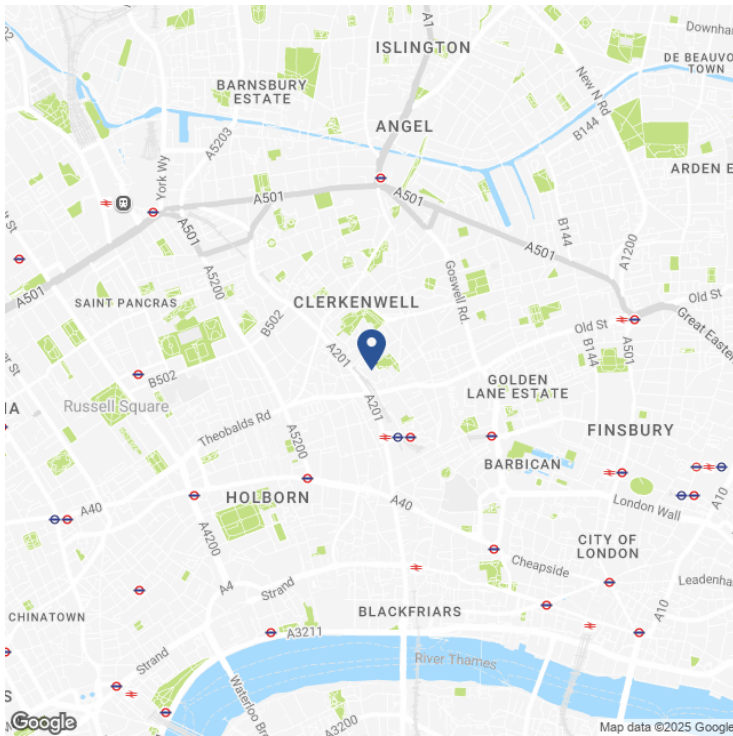 A1
Downham
ISLINGTON
DE BEAUVO
TOWN
BARNSBURY
ESTATE
New N Rd
ANGEL
B144
A5203
York Wy
ARDEN E
A501
A501
A501
A501
B144
A1200
A5200
Goswell Rd
A501
SAINT PANCRAS
CLERKENWELL
Old St
B502
Old St
Great Eastern
A201
B144
A501
B502
GOLDEN
LANE ESTATE
Russell Square
A201
Theobalds Rd
A5200
FINSBURY
BARBICAN
HOLBORN
A40
A40
London Wall
A10
A4200
CITY OF
LONDON
Cheapside
A4
Strand
Leadenha
CHINATOWN
BLACKFRIARS
A10
A3211
Strand
River Thames
Waterloo Br
A3200
Google
Map data ©2025 Google